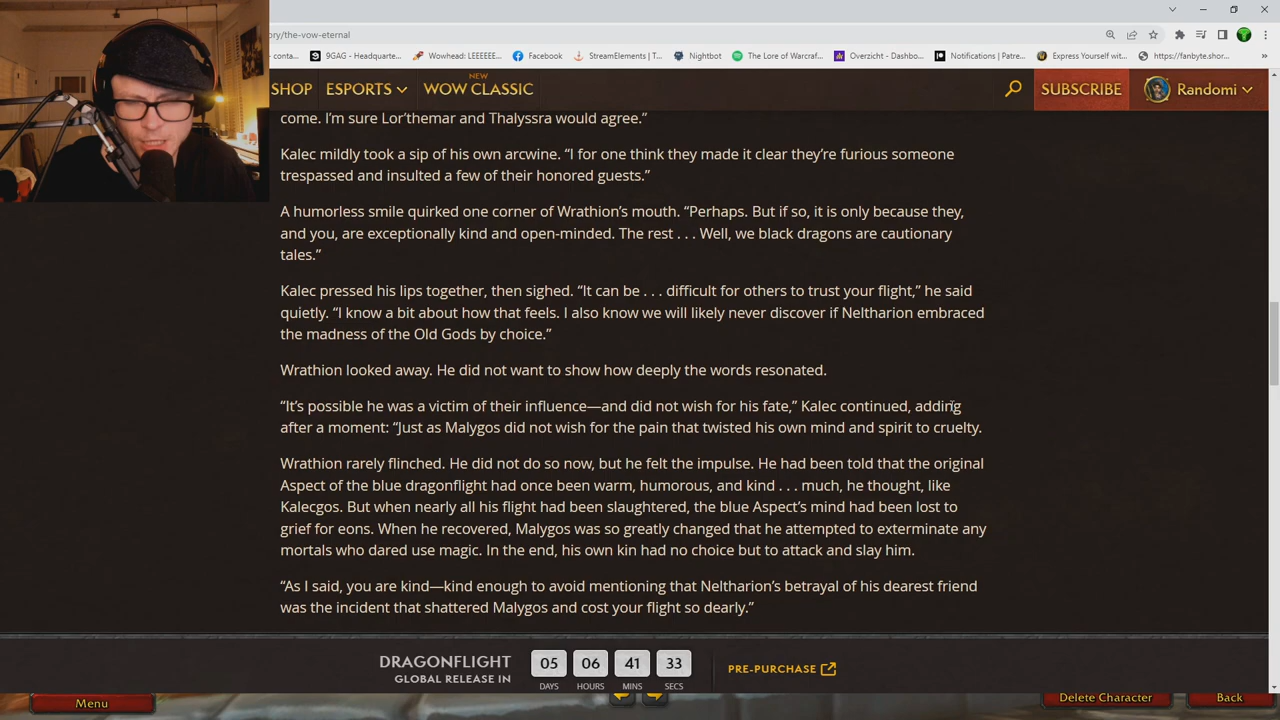 ory/the-vow-eternal
conta...
9GAG - Headquarte...
Wowhead: LEEEEEE...
Facebook
StreamElements | T...
Nightbot
The Lore of Warcraf...
Overzicht - Dashbo...
Notifications | Patre...
Express Yourself wit...
https://fanbyte.shor...
»
SHOP
ESPORTS
NEW
WOW CLASSIC
SUBSCRIBE
Randomi
come. I’m sure Lor’themar and Thalyssra would agree.”
Kalec mildly took a sip of his own arcwine. “I for one think they made it clear they’re furious someone
trespassed and insulted a few of their honored guests.”
A humorless smile quirked one corner of Wrathion’s mouth. “Perhaps. But if so, it is only because they,
and you, are exceptionally kind and open-minded. The rest . . . Well, we black dragons are cautionary
tales.”
Kalec pressed his lips together, then sighed. “It can be . . . difficult for others to trust your flight,” he said
quietly. “I know a bit about how that feels. I also know we will likely never discover if Neltharion embraced
the madness of the Old Gods by choice.”
Wrathion looked away. He did not want to show how deeply the words resonated.
“It’s possible he was a victim of their influence—and did not wish for his fate,” Kalec continued, adding
after a moment: “Just as Malygos did not wish for the pain that twisted his own mind and spirit to cruelty.
Wrathion rarely flinched. He did not do so now, but he felt the impulse. He had been told that the original
Aspect of the blue dragonflight had once been warm, humorous, and kind . . . much, he thought, like
Kalecgos. But when nearly all his flight had been slaughtered, the blue Aspect’s mind had been lost to
grief for eons. When he recovered, Malygos was so greatly changed that he attempted to exterminate any
mortals who dared use magic. In the end, his own kin had no choice but to attack and slay him.
“As I said, you are kind—kind enough to avoid mentioning that Neltharion’s betrayal of his dearest friend
was the incident that shattered Malygos and cost your flight so dearly.”
DRAGONFLIGHT
GLOBAL RELEASE IN
05
06
41
33
DAYS
HOURS
MINS
SECS
PRE-PURCHASE
Menu
Delete Character
Back